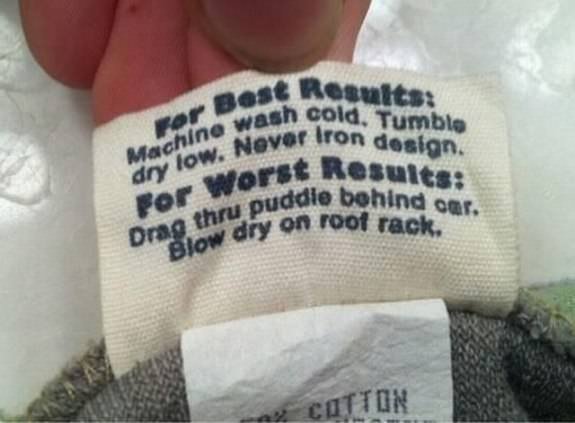 For Best Results:
Machine wash cold. Tumble
dry low. Never iron design.
For Worst Results:
Drag thru puddle behind car.
Blow dry on roof rack.
COTTON